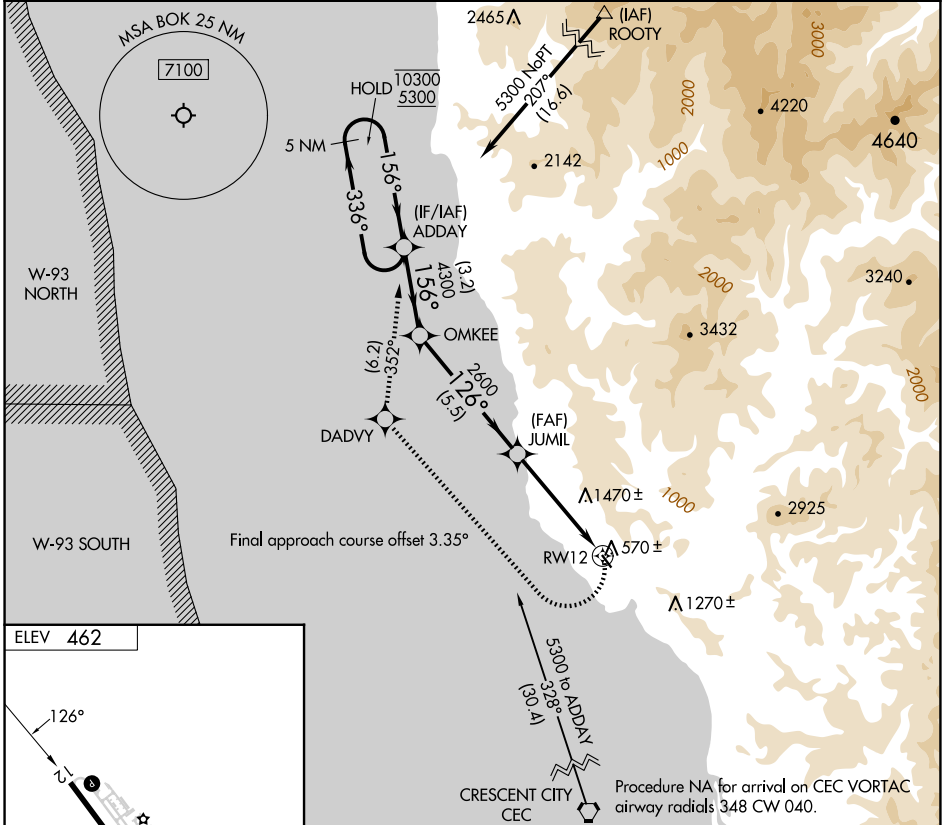 MSA BOK 25 NM
7100
2465
(IAF)
ROOTY
5300 NoPT
207°
(16.6)
3000
2000
4220
4640
1000
2142
HOLD
10300
5300
5 NM
156°
336°
(IF/IAF)
ADDAY
(3.2)
4300
156°
OMKEE
W-93
NORTH
2000
3240
3432
2000
(6.2)
352°
2600
126°
(5.5)
DADVY
(FAF)
JUMIL
1470±
1000
2925
W-93 SOUTH
Final approach course offset 3.35°
RW12
570±
1270±
ELEV 462
126°
12
P
5300 to ADDAY
328°
(30.4)
CRESCENT CITY
CEC
Procedure NA for arrival on CEC VORTAC
airway radials 348 CW 040.